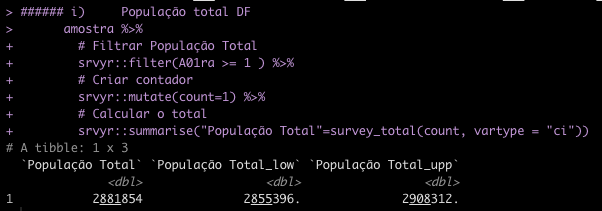 > ###### i)     População total DF
>      amostra %>%
+        # Filtrar População Total
+        srvyr::filter(A01ra >= 1 ) %>%
+        # Criar contador
+        srvyr::mutate(count=1) %>%
+        # Calcular o total
+        srvyr::summarise("População Total"=survey_total(count, vartype = "ci"))
# A tibble: 1 x 3
  `População Total` `População Total_low` `População Total_upp`
              <dbl>                 <dbl>                 <dbl>
1           2881854              2855396.              2908312.